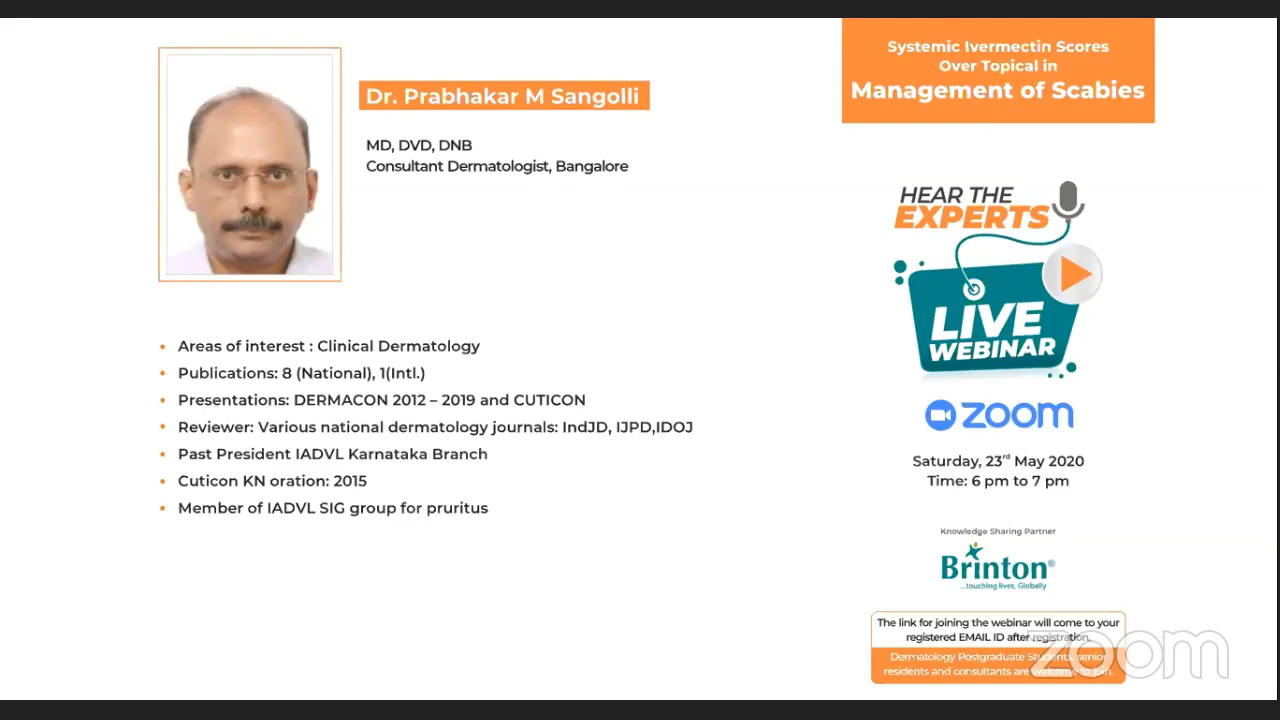 Dr. Prabhakar M Sangolli
MD, DVD, DNB
Consultant Dermatologist, Bangalore
• Areas of interest : Clinical Dermatology
• Publications: 8 (National), 1(Intl.)
• Presentations: DERMACON 2012 – 2019 and CUTICON
• Reviewer: Various national dermatology journals: IndJD, IJPD,IDOJ
• Past President IADVL Karnataka Branch
• Cuticon KN oration: 2015
• Member of IADVL SIG group for pruritus
Systemic Ivermectin Scores
Over Topical in
Management of Scabies
HEAR THE
EXPERTS
LIVE
WEBINAR
zoom
Saturday, 23rd May 2020
Time: 6 pm to 7 pm
Knowledge Sharing Partner
Brinton®
...touching lives, Globally
The link for joining the webinar will come to your
registered EMAIL ID after registration.
Dermatology Postgraduate Students, senior
residents and consultants are welcome to join.
zoom